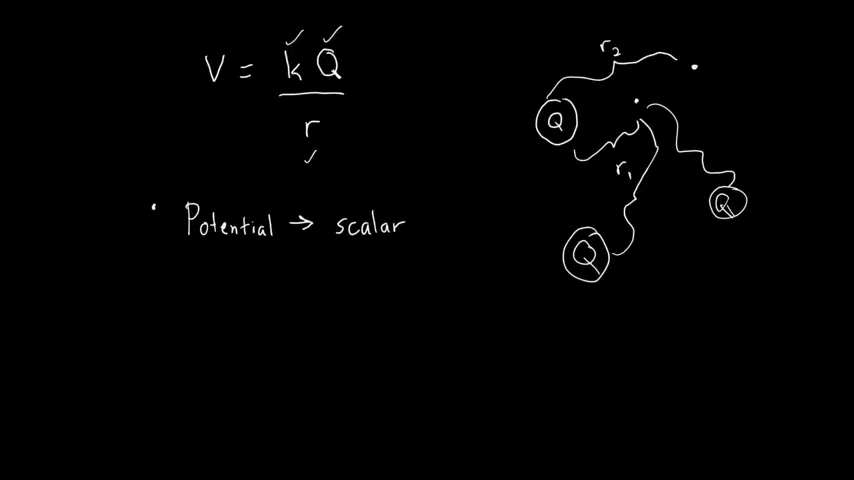 V = kQ
r
• Potential → scalar
r₂
Q
r₁
Q
Q